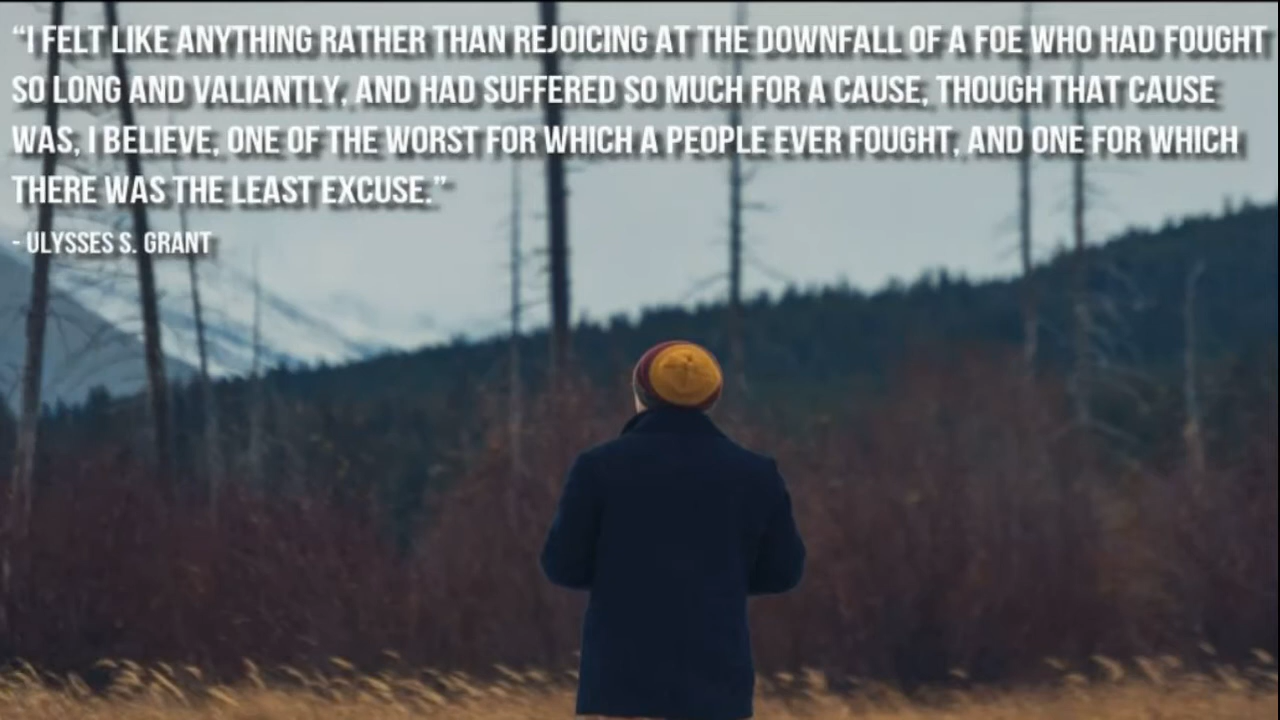 “I FELT LIKE ANYTHING RATHER THAN REJOICING AT THE DOWNFALL OF A FOE WHO HAD FOUGHT
SO LONG AND VALIANTLY, AND HAD SUFFERED SO MUCH FOR A CAUSE, THOUGH THAT CAUSE
WAS, I BELIEVE, ONE OF THE WORST FOR WHICH A PEOPLE EVER FOUGHT, AND ONE FOR WHICH
THERE WAS THE LEAST EXCUSE.”
- ULYSSES S. GRANT